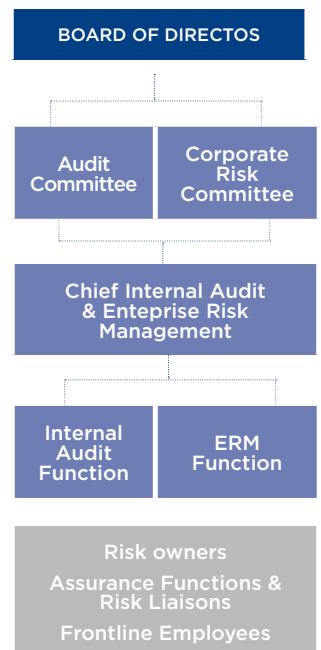 BOARD OF DIRECTOS
Audit
Committee
Corporate
Risk
Committee
Chief Internal Audit
& Enteprise Risk
Management
Internal
Audit
Function
ERM
Function
Risk owners
Assurance Functions &
Risk Liaisons
Frontline Employees